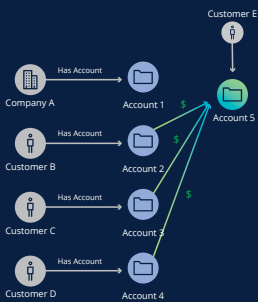 Customer E
Has Account
Company A
Account 1
$
Account 5
Has Account
$
Customer B
Account 2
Has Account
$
Customer C
Account 3
Has Account
Customer D
Account 4